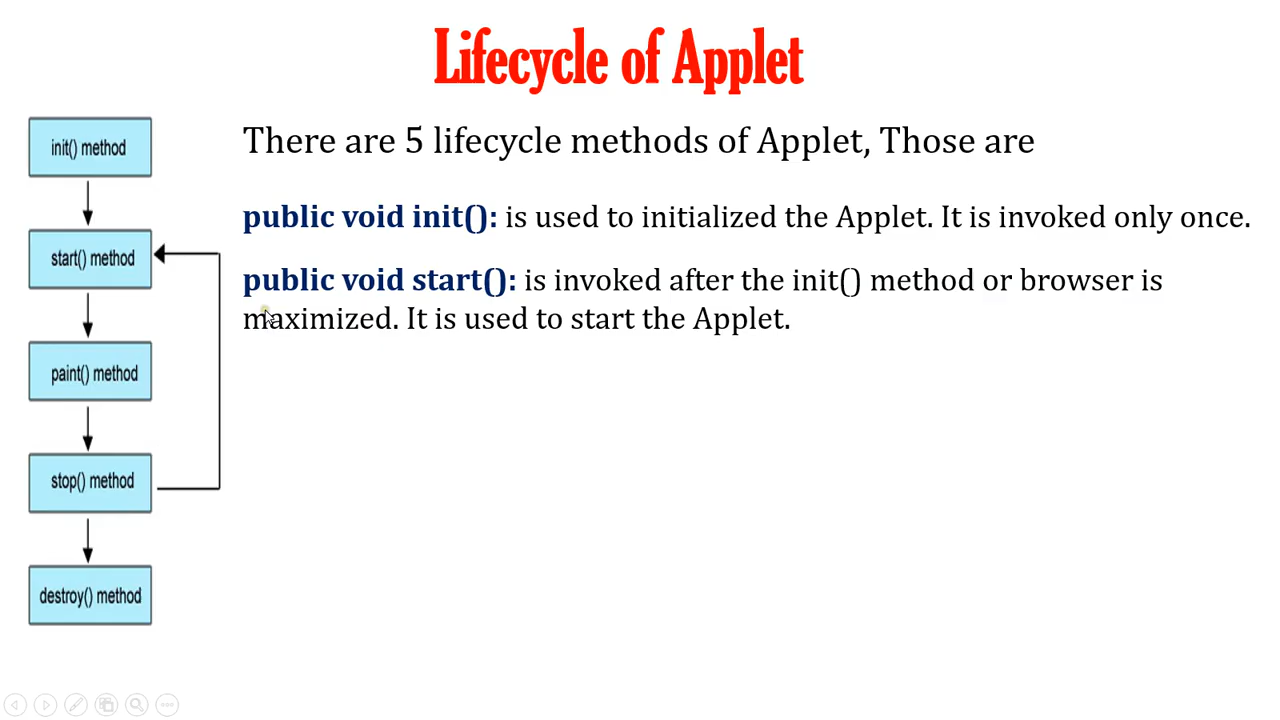 Lifecycle of Applet
There are 5 lifecycle methods of Applet, Those are
public void init(): is used to initialized the Applet. It is invoked only once.
public void start(): is invoked after the init() method or browser is
maximized. It is used to start the Applet.
init() method
start() method
paint() method
stop() method
destroy() method